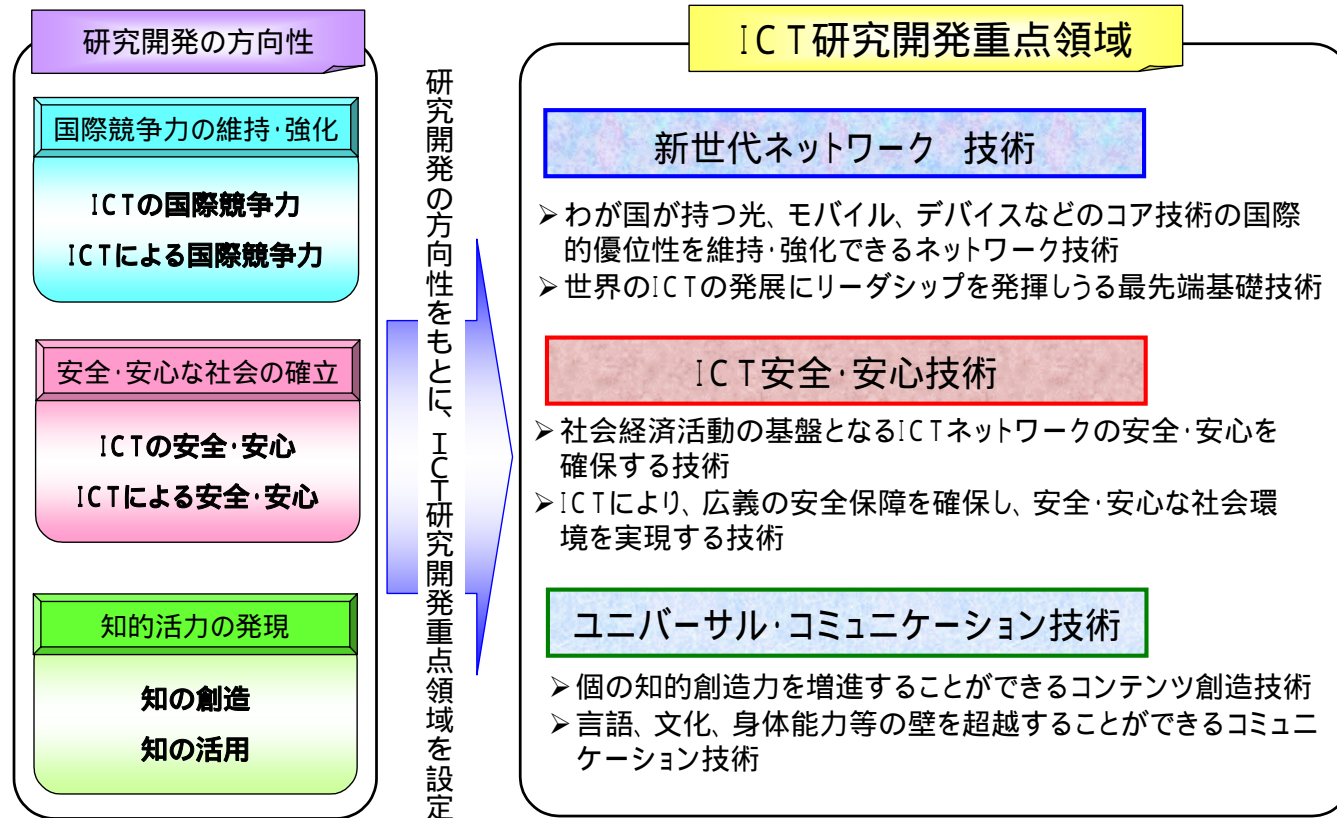 研究開発の方向性
国際競争力の維持・強化
ICTの国際競争力
ICTによる国際競争力
安全・安心な社会の確立
ICTの安全・安心
ICTによる安全・安心
知的活力の発現
知の創造
知の活用
研究開発の方向性をもとに、ICT研究開発重点領域を設定
ICT研究開発重点領域
新世代ネットワーク 技術
➢わが国が持つ光、モバイル、デバイスなどのコア技術の国際
的優位性を維持・強化できるネットワーク技術
➢世界のICTの発展にリーダシップを発揮しうる最先端基礎技術
ICT安全・安心技術
➢社会経済活動の基盤となるICTネットワークの安全・安心を
確保する技術
➢ICTにより、広義の安全保障を確保し、安全・安心な社会環
境を実現する技術
ユニバーサル・コミュニケーション技術
➢個の知的創造力を増進することができるコンテンツ創造技術
➢言語、文化、身体能力等の壁を超越することができるコミュニ
ケーション技術